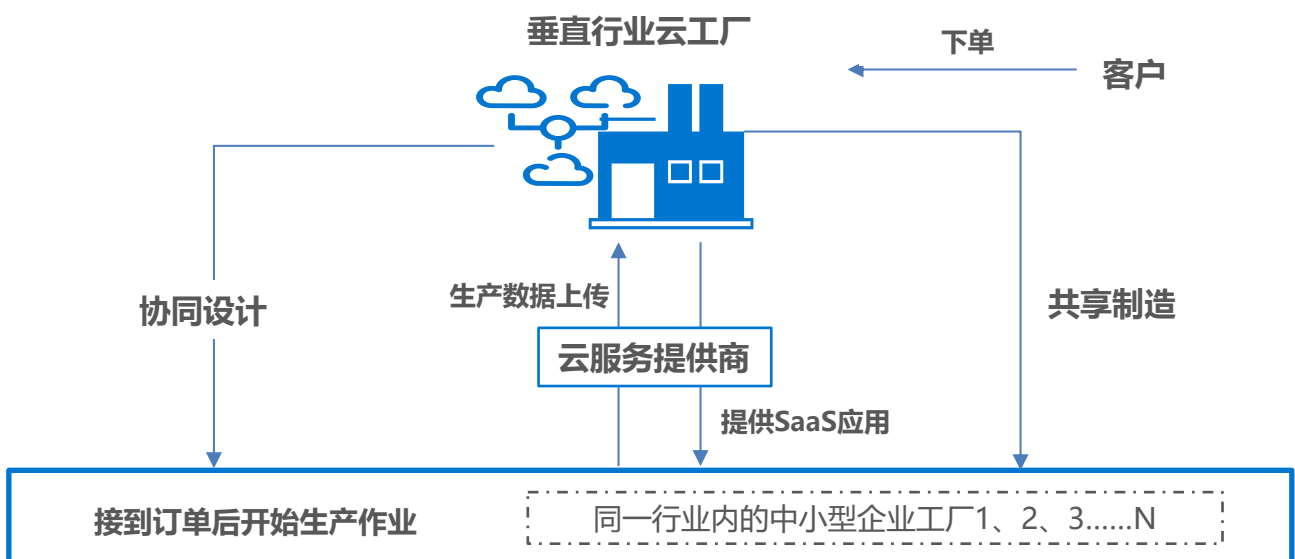 垂直行业云工厂
下单
客户
协同设计
生产数据上传
共享制造
云服务提供商
提供SaaS应用
接到订单后开始生产作业
同一行业内的中小型企业工厂1、2、3……N